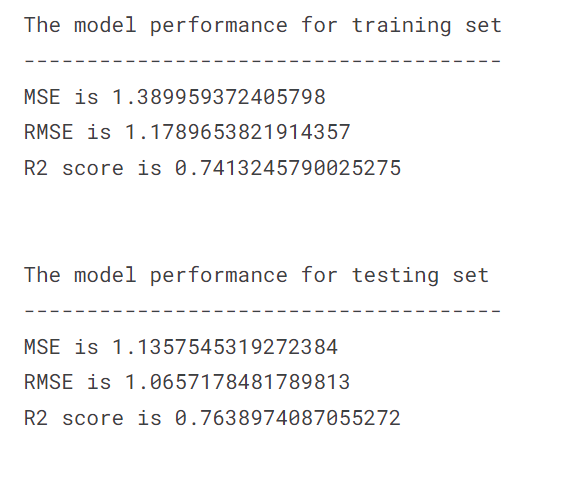 The model performance for training set
--------------------------------------
MSE is 1.389959372405798
RMSE is 1.1789653821914357
R2 score is 0.7413245790025275
The model performance for testing set
--------------------------------------
MSE is 1.1357545319272384
RMSE is 1.0657178481789813
R2 score is 0.7638974087055272